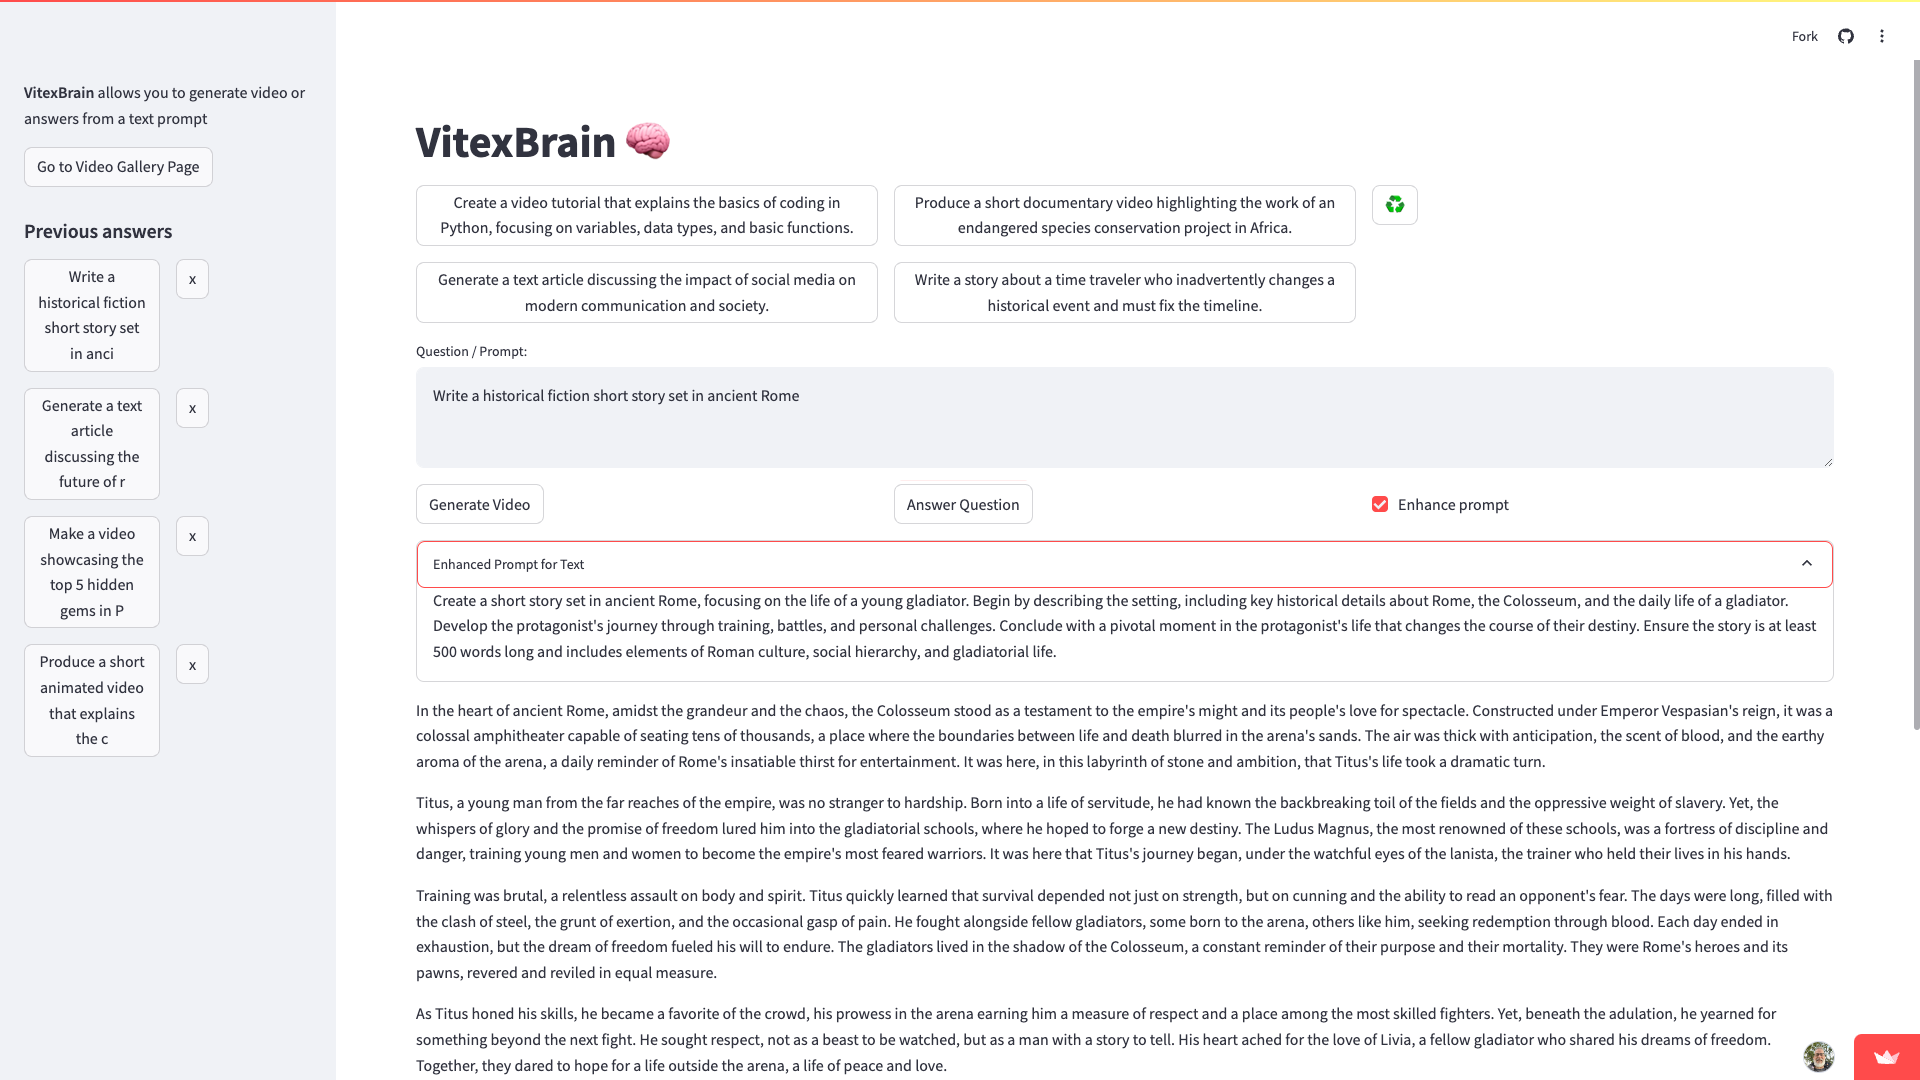 Fork
VitexBrain allows you to generate video or
answers from a text prompt
Go to Video Gallery Page
Previous answers
Write a
historical fiction
short story set
in anci
x
Generate a text
article
discussing the
future of r
x
Make a video
showcasing the
top 5 hidden
gems in P
x
Produce a short
animated video
that explains
the c
x
VitexBrain
Create a video tutorial that explains the basics of coding in
Python, focusing on variables, data types, and basic functions.
Produce a short documentary video highlighting the work of an
endangered species conservation project in Africa.
Generate a text article discussing the impact of social media on
modern communication and society.
Write a story about a time traveler who inadvertently changes a
historical event and must fix the timeline.
Question / Prompt:
Write a historical fiction short story set in ancient Rome
Generate Video
Answer Question
Enhance prompt
Enhanced Prompt for Text
Create a short story set in ancient Rome, focusing on the life of a young gladiator. Begin by describing the setting, including key historical details about Rome, the Colosseum, and the daily life of a gladiator.
Develop the protagonist's journey through training, battles, and personal challenges. Conclude with a pivotal moment in the protagonist's life that changes the course of their destiny. Ensure the story is at least
500 words long and includes elements of Roman culture, social hierarchy, and gladiatorial life.
In the heart of ancient Rome, amidst the grandeur and the chaos, the Colosseum stood as a testament to the empire's might and its people's love for spectacle. Constructed under Emperor Vespasian's reign, it was a
colossal amphitheater capable of seating tens of thousands, a place where the boundaries between life and death blurred in the arena's sands. The air was thick with anticipation, the scent of blood, and the earthy
aroma of the arena, a daily reminder of Rome's insatiable thirst for entertainment. It was here, in this labyrinth of stone and ambition, that Titus's life took a dramatic turn.
Titus, a young man from the far reaches of the empire, was no stranger to hardship. Born into a life of servitude, he had known the backbreaking toil of the fields and the oppressive weight of slavery. Yet, the
whispers of glory and the promise of freedom lured him into the gladiatorial schools, where he hoped to forge a new destiny. The Ludus Magnus, the most renowned of these schools, was a fortress of discipline and
danger, training young men and women to become the empire's most feared warriors. It was here that Titus's journey began, under the watchful eyes of the lanista, the trainer who held their lives in his hands.
Training was brutal, a relentless assault on body and spirit. Titus quickly learned that survival depended not just on strength, but on cunning and the ability to read an opponent's fear. The days were long, filled with
the clash of steel, the grunt of exertion, and the occasional gasp of pain. He fought alongside fellow gladiators, some born to the arena, others like him, seeking redemption through blood. Each day ended in
exhaustion, but the dream of freedom fueled his will to endure. The gladiators lived in the shadow of the Colosseum, a constant reminder of their purpose and their mortality. They were Rome's heroes and its
pawns, revered and reviled in equal measure.
As Titus honed his skills, he became a favorite of the crowd, his prowess in the arena earning him a measure of respect and a place among the most skilled fighters. Yet, beneath the adulation, he yearned for
something beyond the next fight. He sought respect, not as a beast to be watched, but as a man with a story to tell. His heart ached for the love of Livia, a fellow gladiator who shared his dreams of freedom.
Together, they dared to hope for a life outside the arena, a life of peace and love.